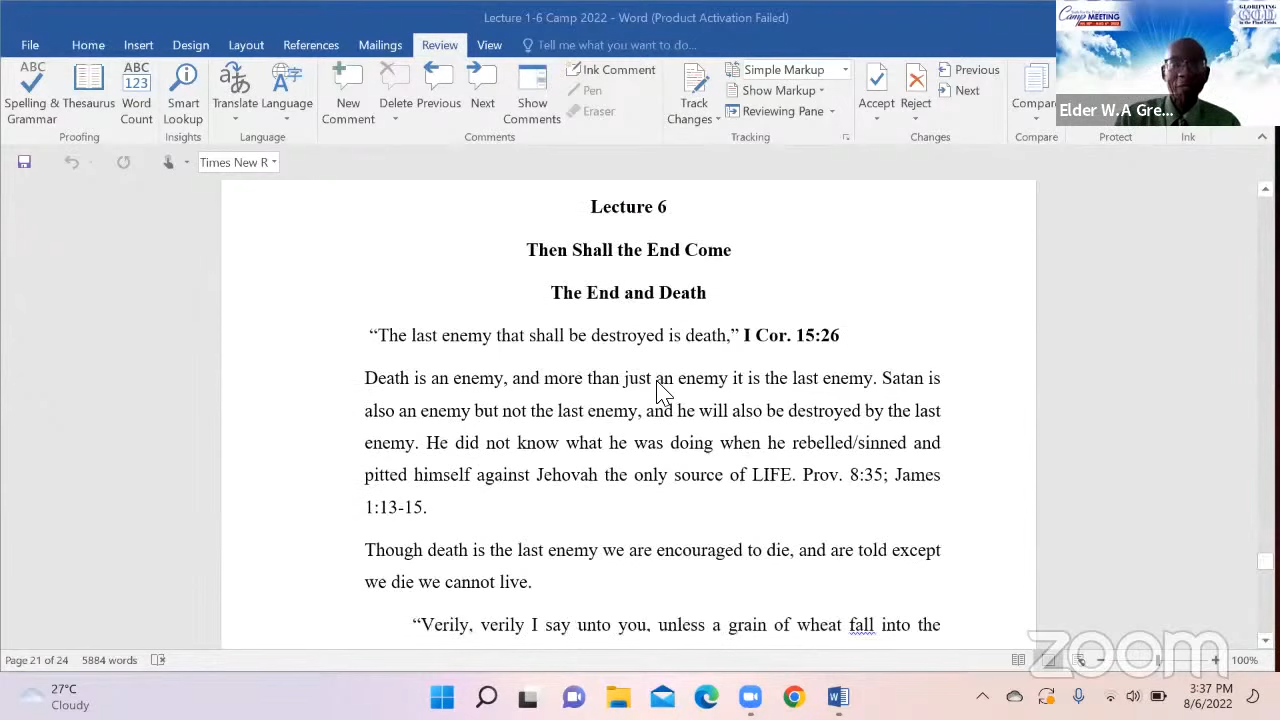 Lecture 1-6 Camp 2022 - Word (Product Activation Failed)
File Home Insert Design Layout References Mailings Review View Tell me what you want to do...
Spelling & Grammar
Thesaurus
Word Count
Smart Lookup
Translate
Language
New Comment
Delete
Previous
Next
Show Comments
Ink Comment
Pen
Eraser
Track Changes
Simple Markup
Show Markup
Reviewing Pane
Accept
Reject
Previous
Next
Compar
Proofing Insights Language Comments Tracking Changes Compare Protect Ink
Camp MEETING
GLORIFYING
GOD
in the Final Crisis
Elder W.A Gre...
Times New R
Lecture 6
Then Shall the End Come
The End and Death
“The last enemy that shall be destroyed is death,” I Cor. 15:26
Death is an enemy, and more than just an enemy it is the last enemy. Satan is
also an enemy but not the last enemy, and he will also be destroyed by the last
enemy. He did not know what he was doing when he rebelled/sinned and
pitted himself against Jehovah the only source of LIFE. Prov. 8:35; James
1:13-15.
Though death is the last enemy we are encouraged to die, and are told except
we die we cannot live.
“Verily, verily I say unto you, unless a grain of wheat fall into the
zoom
Page 21 of 24 5884 words 100%
27°C
Cloudy
3:37 PM
8/6/2022